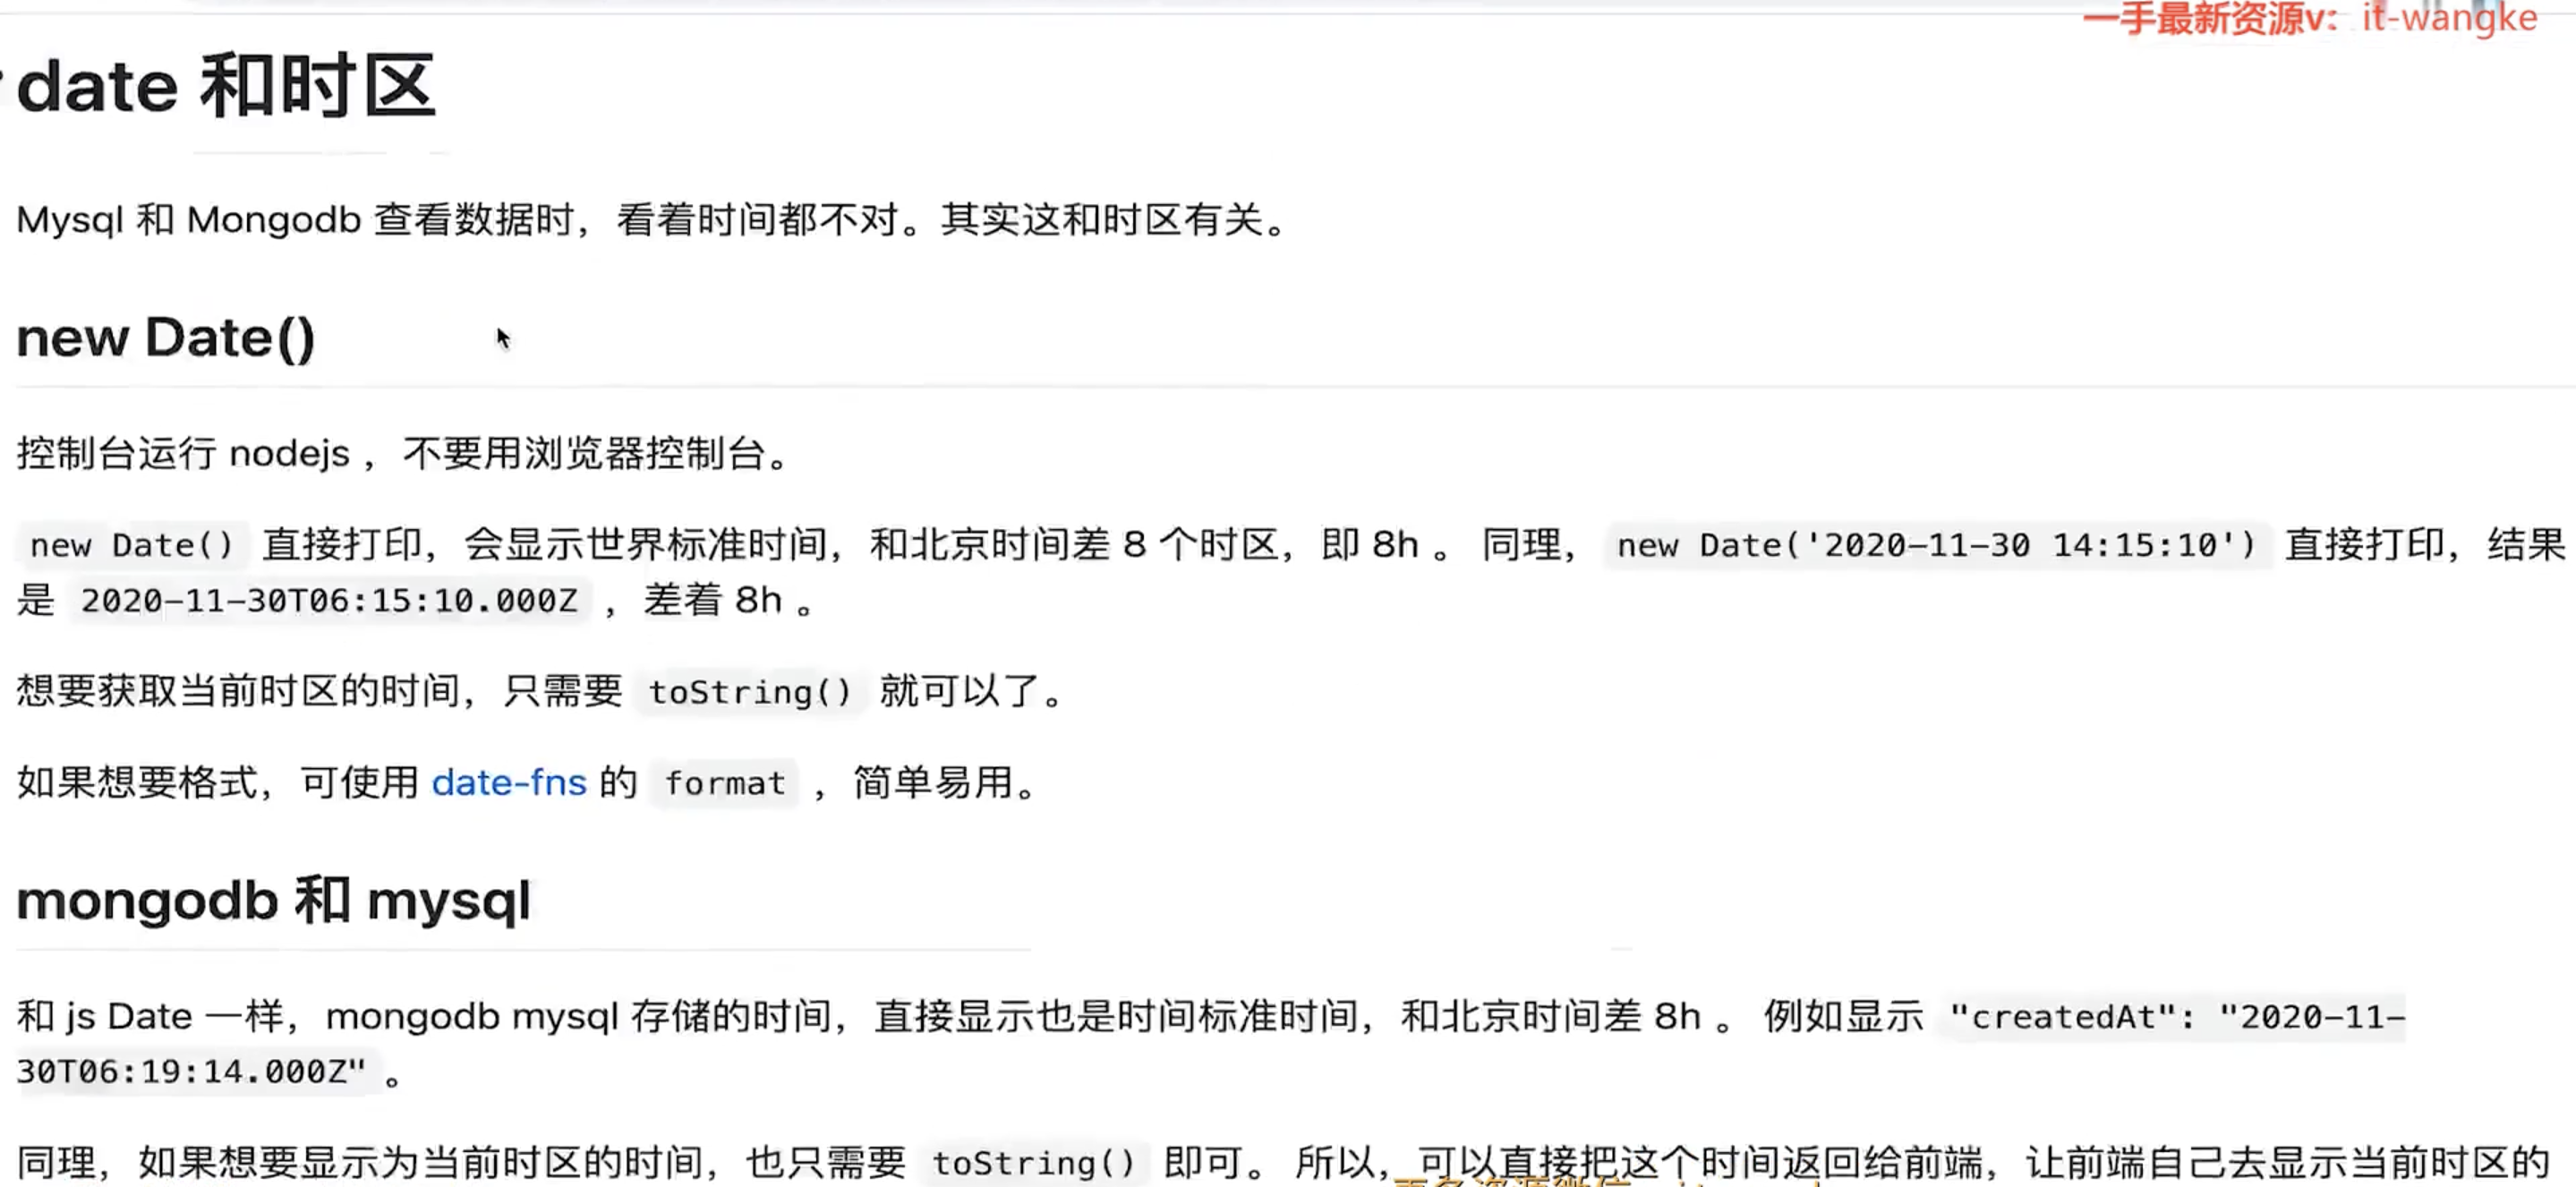 一手最新资源v：it-wangke
date 和时区
Mysql 和 Mongodb 查看数据时，看着时间都不对。其实这和时区有关。
new Date()
控制台运行 nodejs ，不要用浏览器控制台。
new Date() 直接打印，会显示世界标准时间，和北京时间差 8 个时区，即 8h 。 同理， new Date('2020-11-30 14:15:10') 直接打印，结果
是 2020-11-30T06:15:10.000Z ，差着 8h 。
想要获取当前时区的时间，只需要 toString() 就可以了。
如果想要格式，可使用 date-fns 的 format ，简单易用。
mongodb 和 mysql
和 js Date 一样，mongodb mysql 存储的时间，直接显示也是时间标准时间，和北京时间差 8h 。 例如显示 "createdAt": "2020-11-
30T06:19:14.000Z" 。
同理，如果想要显示为当前时区的时间，也只需要 toString() 即可。 所以，可以直接把这个时间返回给前端，让前端自己去显示当前时区的